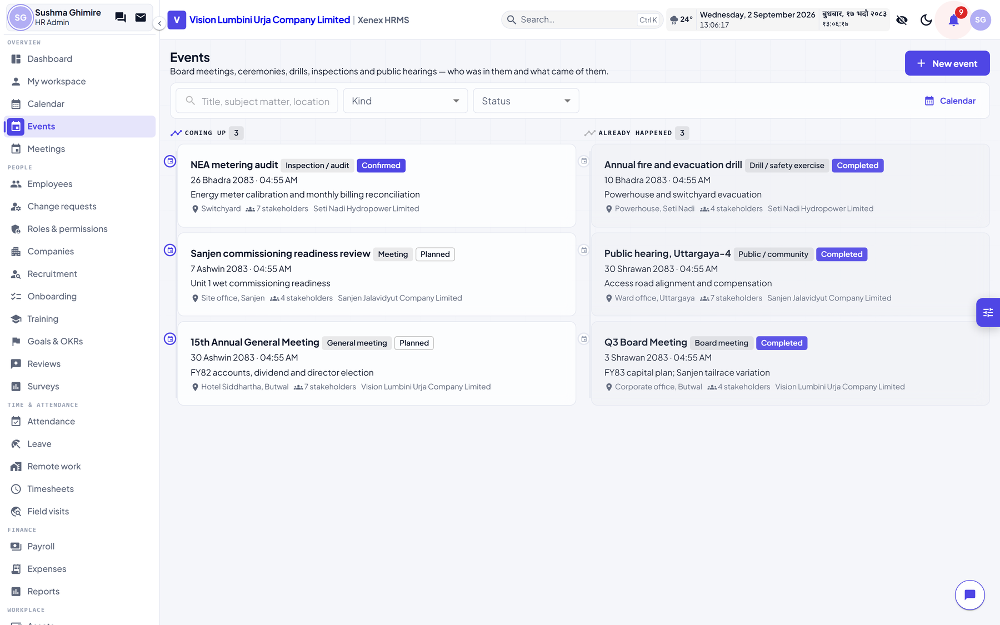 SG
Sushma Ghimire
HR Admin
OVERVIEW
Dashboard
My workspace
Calendar
Events
Meetings
PEOPLE
Employees
Change requests
Roles & permissions
Companies
Recruitment
Onboarding
Training
Goals & OKRs
Reviews
Surveys
TIME & ATTENDANCE
Attendance
Leave
Remote work
Timesheets
Field visits
FINANCE
Payroll
Expenses
Reports
WORKPLACE
V Vision Lumbini Urja Company Limited | Xenex HRMS
Search... Ctrl K
24°
Wednesday, 2 September 2026
13:06:17
बुधबार, १७ भदौ २०८३
१३:०६:१७
9
SG
Events
Board meetings, ceremonies, drills, inspections and public hearings — who was in them and what came of them.
New event
Title, subject matter, location
Kind
Status
Calendar
COMING UP 3
NEA metering audit Inspection / audit Confirmed
26 Bhadra 2083 · 04:55 AM
Energy meter calibration and monthly billing reconciliation
Switchyard 7 stakeholders Seti Nadi Hydropower Limited
Sanjen commissioning readiness review Meeting Planned
7 Ashwin 2083 · 04:55 AM
Unit 1 wet commissioning readiness
Site office, Sanjen 4 stakeholders Sanjen Jalavidyut Company Limited
15th Annual General Meeting General meeting Planned
30 Ashwin 2083 · 04:55 AM
FY82 accounts, dividend and director election
Hotel Siddhartha, Butwal 7 stakeholders Vision Lumbini Urja Company Limited
ALREADY HAPPENED 3
Annual fire and evacuation drill Drill / safety exercise Completed
10 Bhadra 2083 · 04:55 AM
Powerhouse and switchyard evacuation
Powerhouse, Seti Nadi 4 stakeholders Seti Nadi Hydropower Limited
Public hearing, Uttargaya-4 Public / community Completed
30 Shrawan 2083 · 04:55 AM
Access road alignment and compensation
Ward office, Uttargaya 7 stakeholders Sanjen Jalavidyut Company Limited
Q3 Board Meeting Board meeting Completed
3 Shrawan 2083 · 04:55 AM
FY83 capital plan; Sanjen tailrace variation
Corporate office, Butwal 4 stakeholders Vision Lumbini Urja Company Limited